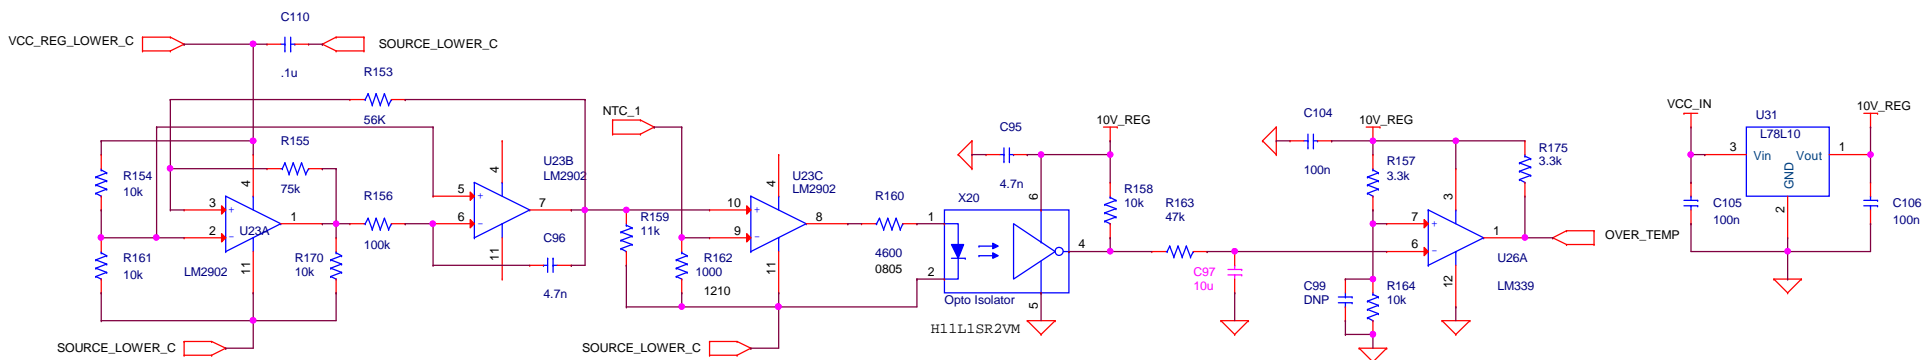 C110
VCC_REG_LOWER_C
SOURCE_LOWER_C
.1u
R153
56K
R155
75k
R154
10k
4
3
+
1
2
−
U23A
R161
10k
LM2902
11
R170
10k
R156
100k
SOURCE_LOWER_C
4
U23B
LM2902
5
+
7
6
−
11
C96
4.7n
NTC_1
R159
11k
R162
1000
1210
4
U23C
LM2902
10
+
8
9
−
11
SOURCE_LOWER_C
R160
4600
0805
C95
4.7n
10V_REG
X20
6
1
2
4
5
Opto Isolator
H11L1SR2VM
R158
10k
R163
47k
C97
10u
C104
100n
10V_REG
R157
3.3k
R175
3.3k
3
7
+
1
6
−
12
U26A
LM339
OVER_TEMP
C99
DNP
R164
10k
VCC_IN
U31
L78L10
10V_REG
3
Vin
Vout
1
GND
2
C105
100n
C106
100n